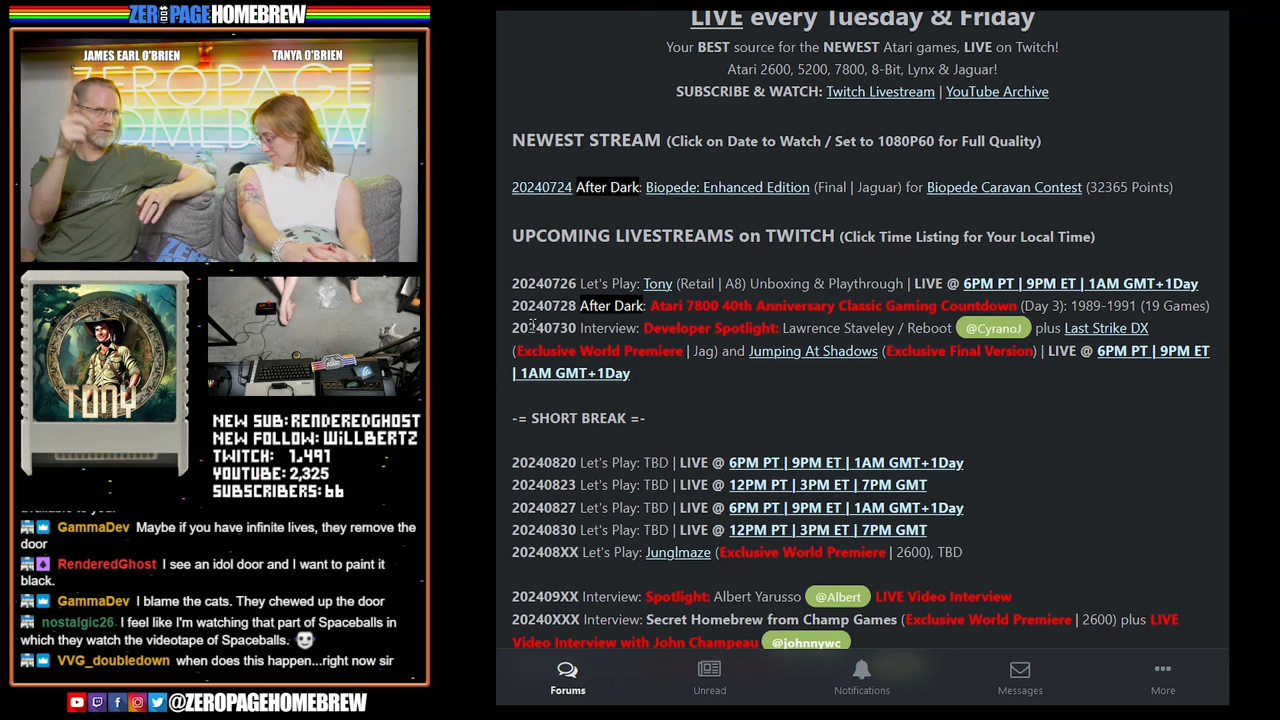 ZERO PAGE HOMEBREW
JAMES EARL O'BRIEN
TANYA O'BRIEN
ZEROPAGE
HOMEBREW
TONY
NEW SUB: RENDEREDGHOST
NEW FOLLOW: WILLBERTZ
TWITCH: 1,491
YOUTUBE: 2,325
SUBSCRIBERS: 66
GammaDev Maybe if you have infinite lives, they remove the
door
RenderedGhost I see an idol door and I want to paint it
black.
GammaDev I blame the cats. They chewed up the door
nostalgic26 I feel like I'm watching that part of Spaceballs in
which they watch the videotape of Spaceballs.
VVG_doubledown when does this happen...right now sir
@ZEROPAGEHOMEBREW
LIVE every Tuesday & Friday
Your BEST source for the NEWEST Atari games, LIVE on Twitch!
Atari 2600, 5200, 7800, 8-Bit, Lynx & Jaguar!
SUBSCRIBE & WATCH: Twitch Livestream | YouTube Archive
NEWEST STREAM (Click on Date to Watch / Set to 1080P60 for Full Quality)
20240724 After Dark: Biopede: Enhanced Edition (Final | Jaguar) for Biopede Caravan Contest (32365 Points)
UPCOMING LIVESTREAMS on TWITCH (Click Time Listing for Your Local Time)
20240726 Let's Play: Tony (Retail | A8) Unboxing & Playthrough | LIVE @ 6PM PT | 9PM ET | 1AM GMT+1Day
20240728 After Dark: Atari 7800 40th Anniversary Classic Gaming Countdown (Day 3): 1989-1991 (19 Games)
20240730 Interview: Developer Spotlight: Lawrence Staveley / Reboot @CyranoJ plus Last Strike DX
(Exclusive World Premiere | Jag) and Jumping At Shadows (Exclusive Final Version) | LIVE @ 6PM PT | 9PM ET
| 1AM GMT+1Day
-= SHORT BREAK =-
20240820 Let's Play: TBD | LIVE @ 6PM PT | 9PM ET | 1AM GMT+1Day
20240823 Let's Play: TBD | LIVE @ 12PM PT | 3PM ET | 7PM GMT
20240827 Let's Play: TBD | LIVE @ 6PM PT | 9PM ET | 1AM GMT+1Day
20240830 Let's Play: TBD | LIVE @ 12PM PT | 3PM ET | 7PM GMT
202408XX Let's Play: Junglmaze (Exclusive World Premiere | 2600), TBD
202409XX Interview: Spotlight: Albert Yarusso @Albert LIVE Video Interview
20240XXX Interview: Secret Homebrew from Champ Games (Exclusive World Premiere | 2600) plus LIVE
Video Interview with John Champeau @johnnywc
Forums
Unread
Notifications
Messages
More